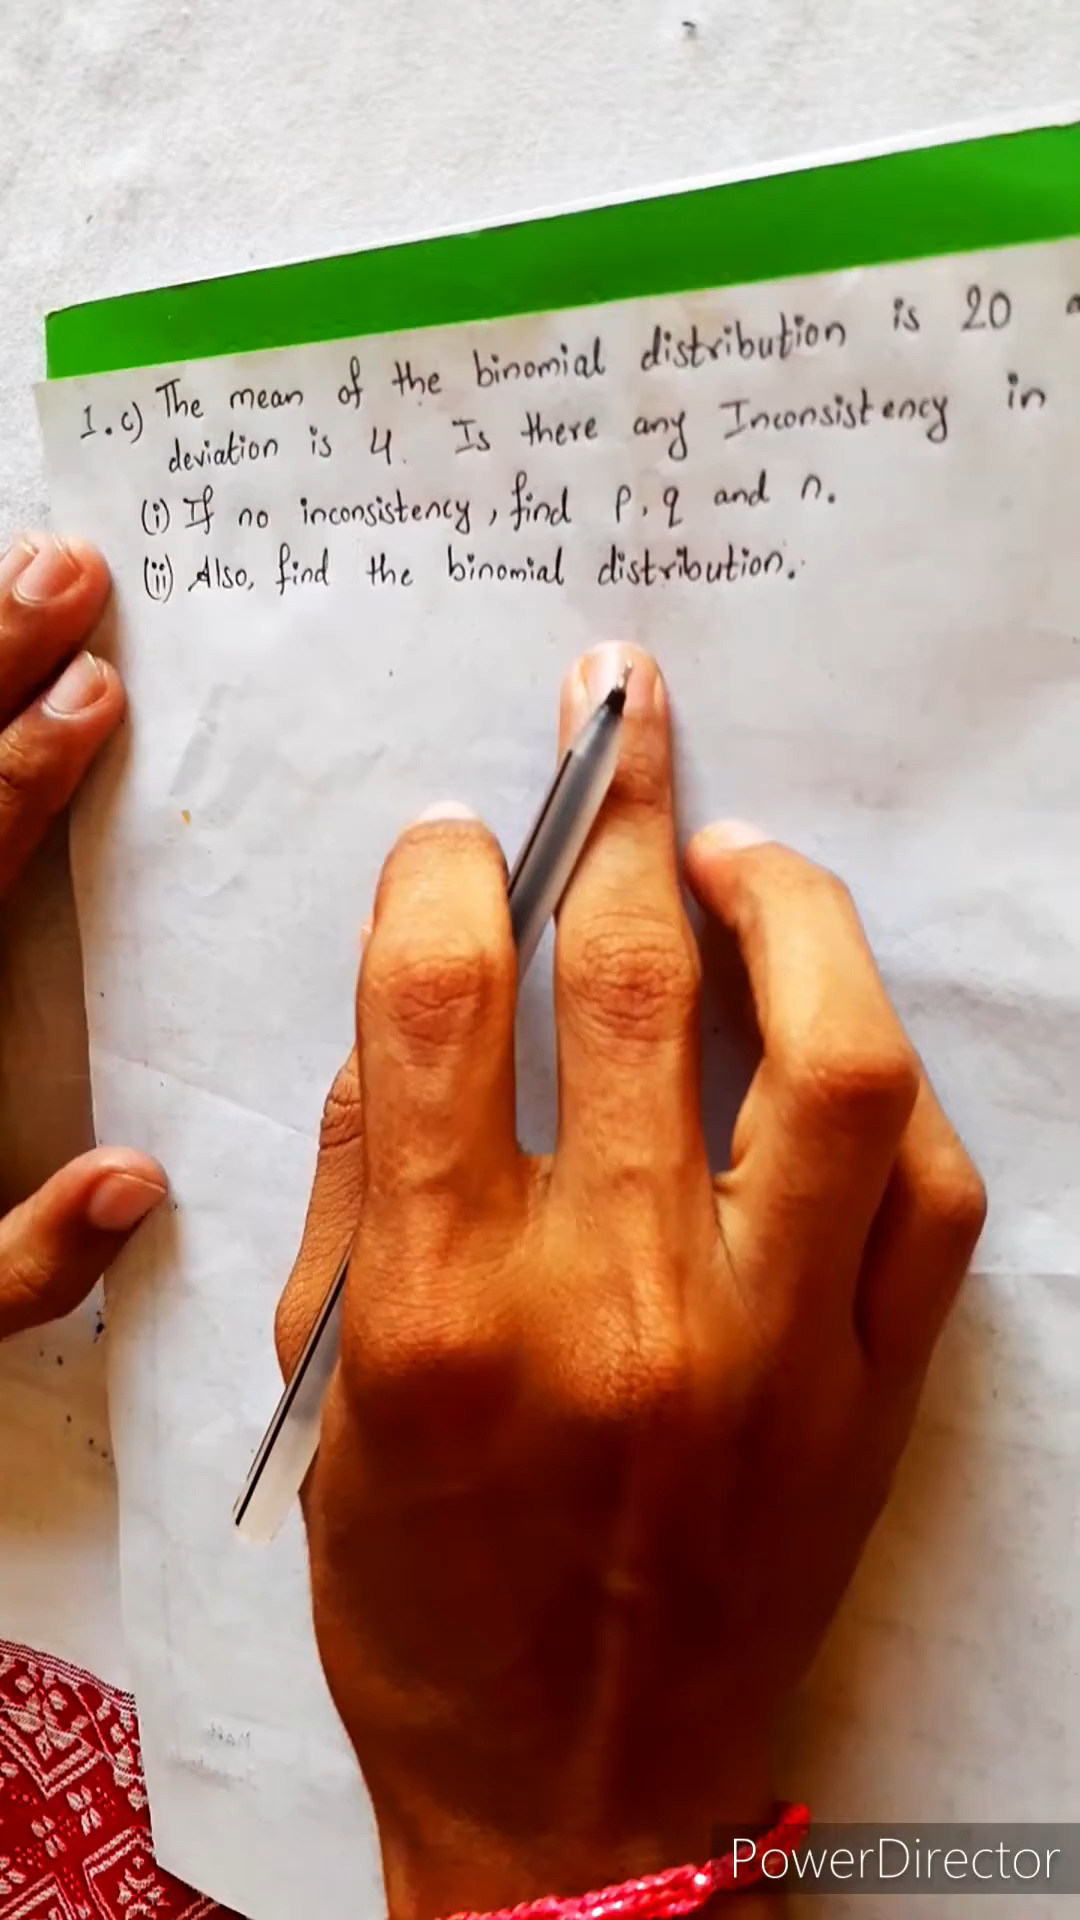 1.c) The mean of the binomial distribution is 20
deviation is 4. Is there any Inconsistency in
(i) If no inconsistency, find p, q and n.
(ii) Also, find the binomial distribution.
PowerDirector